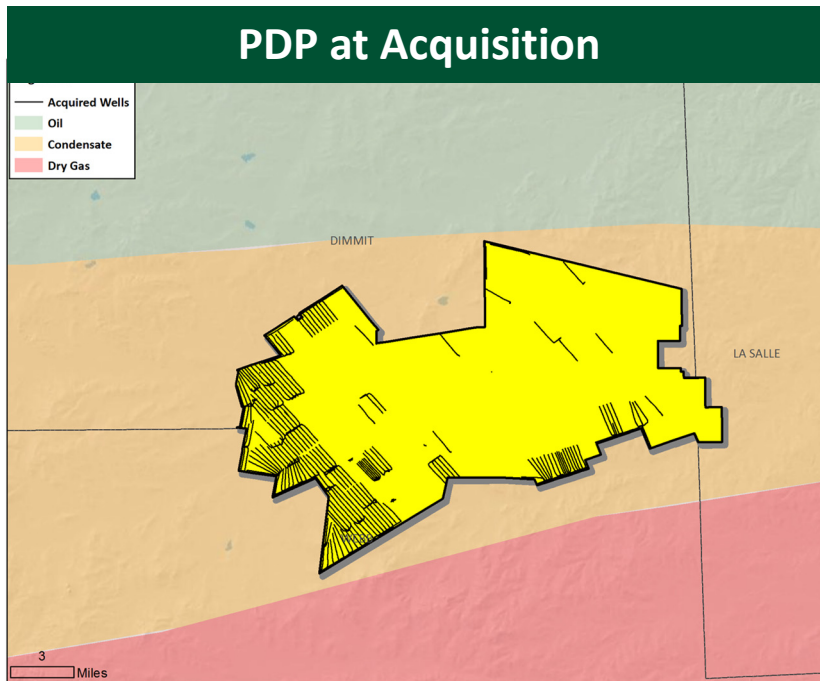 PDP at Acquisition
Acquired Wells
Oil
Condensate
Dry Gas
DIMMIT
LA SALLE
3
Miles